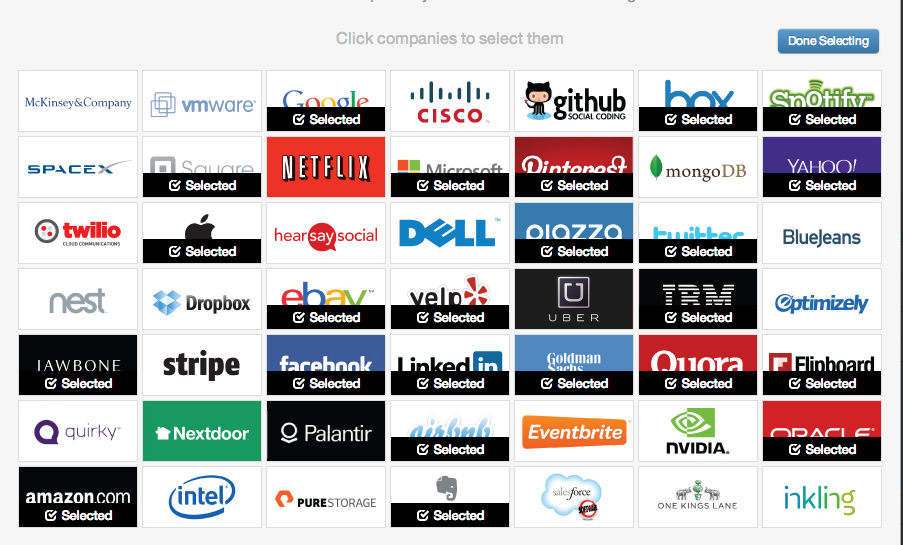 Click companies to select them
Done Selecting
McKinsey&Company
vmware
Google
Selected
CISCO
github
SOCIAL CODING
box
Selected
Spotify
Selected
SPACEX
Square
Selected
NETFLIX
Microsoft
Selected
Pinterest
Selected
mongoDB
YAHOO!
Selected
twilio
CLOUD COMMUNICATIONS
Selected
hearsaysocial
DELL
piazza
Selected
twitter
Selected
BlueJeans
nest
Dropbox
ebay
Selected
yelp
Selected
UBER
IBM
Selected
Optimizely
JAWBONE
Selected
stripe
facebook
Selected
LinkedIn
Selected
Goldman
Sachs
Selected
Quora
Selected
Flipboard
Selected
quirky
Nextdoor
Palantir
airbnb
Selected
Eventbrite
NVIDIA
ORACLE
Selected
amazon.com
Selected
intel
PURESTORAGE
Selected
salesforce
SOFTWARE
ONE KINGS LANE
inkling